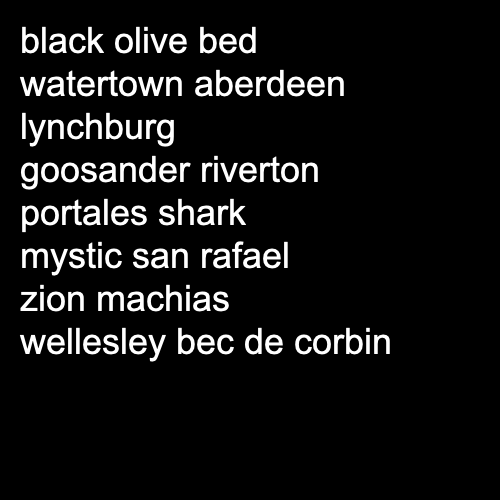 black olive bed
watertown aberdeen
lynchburg
goosander riverton
portales shark
mystic san rafael
zion machias
wellesley bec de corbin